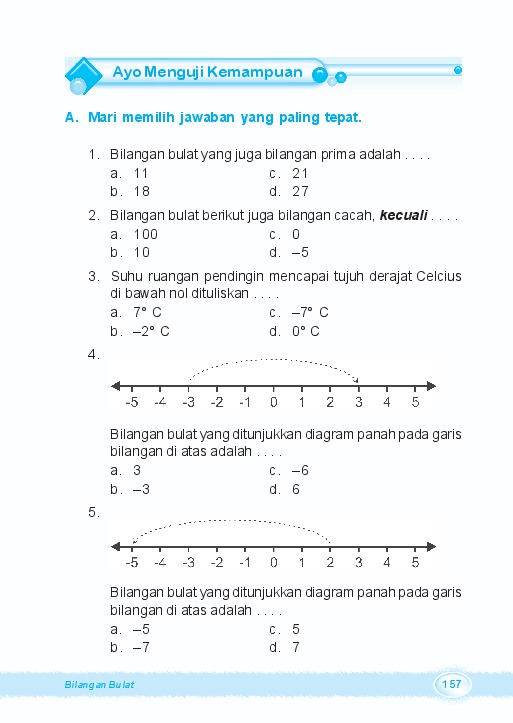 Ayo Menguji Kemampuan
A. Mari memilih jawaban yang paling tepat.
1. Bilangan bulat yang juga bilangan prima adalah . . . .
a. 11 c. 21
b. 18 d. 27
2. Bilangan bulat berikut juga bilangan cacah, kecuali . . . .
a. 100 c. 0
b. 10 d. –5
3. Suhu ruangan pendingin mencapai tujuh derajat Celcius
di bawah nol dituliskan . . . .
a. 7° C c. –7° C
b. –2° C d. 0° C
4.
-5 -4 -3 -2 -1 0 1 2 3 4 5
Bilangan bulat yang ditunjukkan diagram panah pada garis
bilangan di atas adalah . . . .
a. 3 c. –6
b. –3 d. 6
5.
-5 -4 -3 -2 -1 0 1 2 3 4 5
Bilangan bulat yang ditunjukkan diagram panah pada garis
bilangan di atas adalah . . . .
a. –5 c. 5
b. –7 d. 7
Bilangan Bulat 157